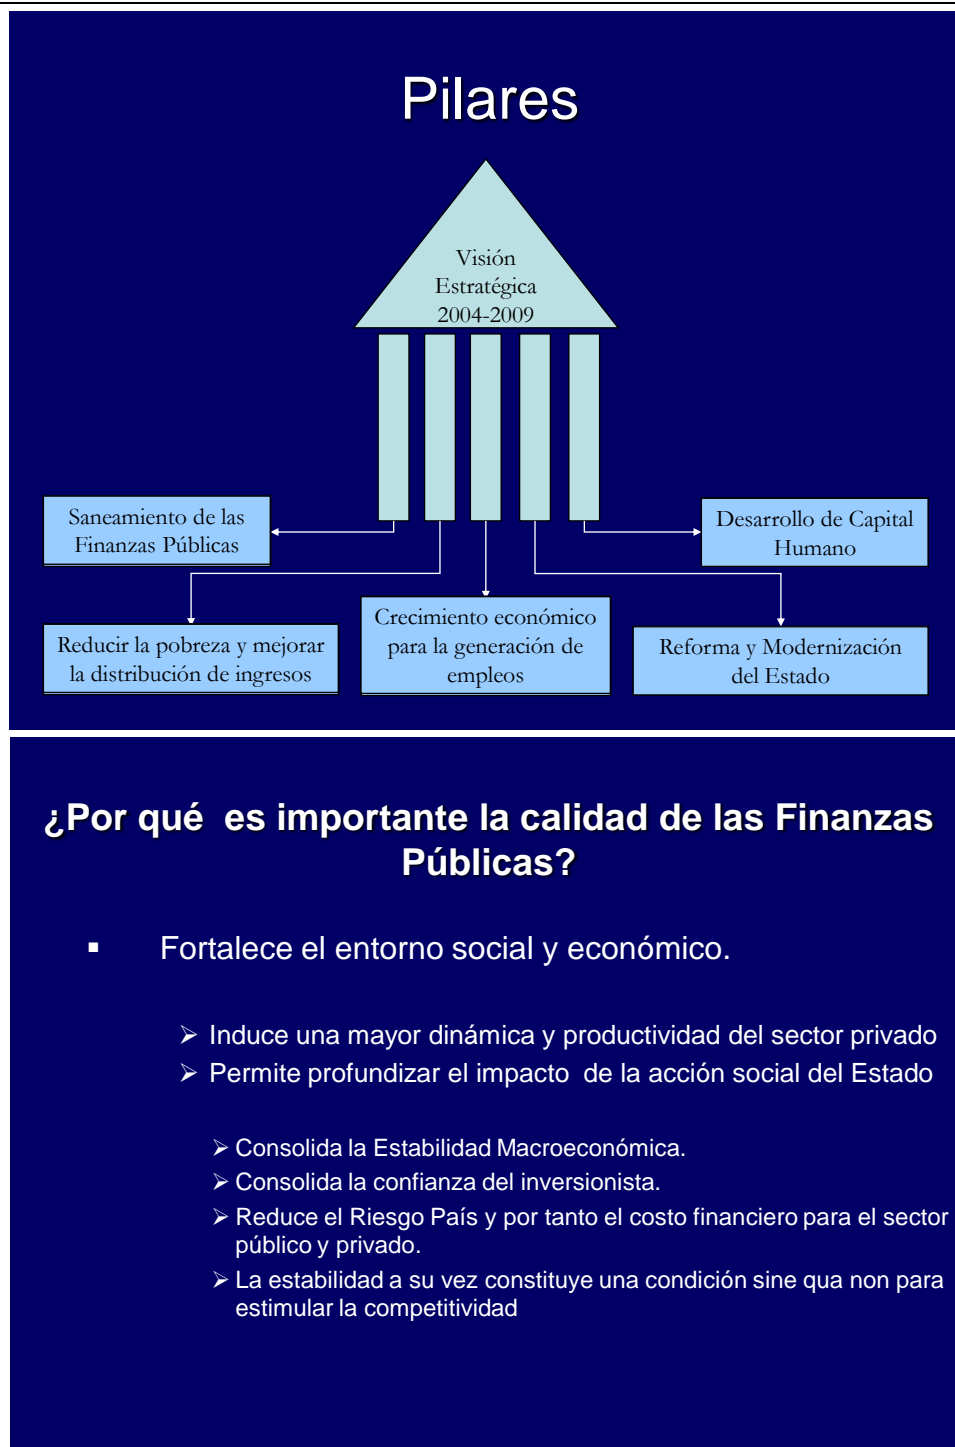 Pilares
Visión
Estratégica
2004-2009
Saneamiento de las
Finanzas Públicas
Desarrollo de Capital
Humano
Reducir la pobreza y mejorar
la distribución de ingresos
Crecimiento económico
para la generación de
empleos
Reforma y Modernización
del Estado
¿Por qué  es importante la calidad de las Finanzas
Públicas?
▪ Fortalece el entorno social y económico.
➢ Induce una mayor dinámica y productividad del sector privado
➢ Permite profundizar el impacto  de la acción social del Estado
➢ Consolida la Estabilidad Macroeconómica.
➢ Consolida la confianza del inversionista.
➢ Reduce el Riesgo País y por tanto el costo financiero para el sector
público y privado.
➢ La estabilidad a su vez constituye una condición sine qua non para
estimular la competitividad